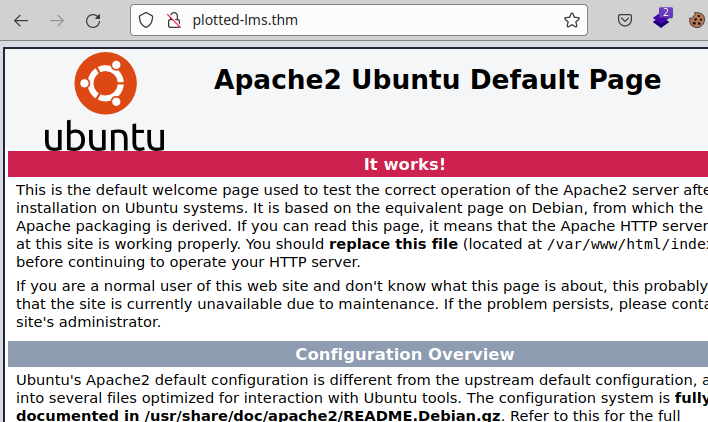 plotted-lms.thm
2
Apache2 Ubuntu Default Page
ubuntu
It works!
This is the default welcome page used to test the correct operation of the Apache2 server
installation on Ubuntu systems. It is based on the equivalent page on Debian, from which the
Apache packaging is derived. If you can read this page, it means that the Apache HTTP server
at this site is working properly. You should replace this file (located at /var/www/html/
before continuing to operate your HTTP server.
If you are a normal user of this web site and don't know what this page is about, this probably
that the site is currently unavailable due to maintenance. If the problem persists, please
site's administrator.
Configuration Overview
Ubuntu's Apache2 default configuration is different from the upstream default configuration,
into several files optimized for interaction with Ubuntu tools. The configuration system is fully
documented in /usr/share/doc/apache2/README.Debian.gz. Refer to this for the full